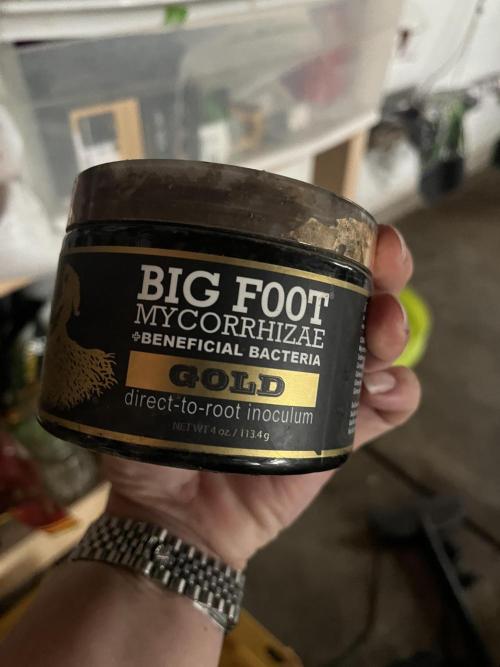 BIG FOOT®
MYCORRHIZAE
+BENEFICIAL BACTERIA
GOLD
direct-to-root inoculum
NET WT 4 oz. / 113.4g